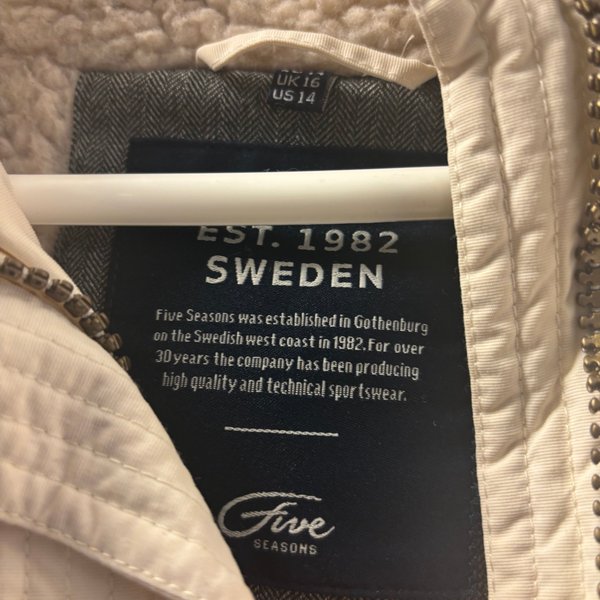 UK 16
US 14
EST. 1982
SWEDEN
Five Seasons was established in Gothenburg
on the Swedish west coast in 1982. For over
30 years the company has been producing
high quality and technical sportswear.
Five
SEASONS